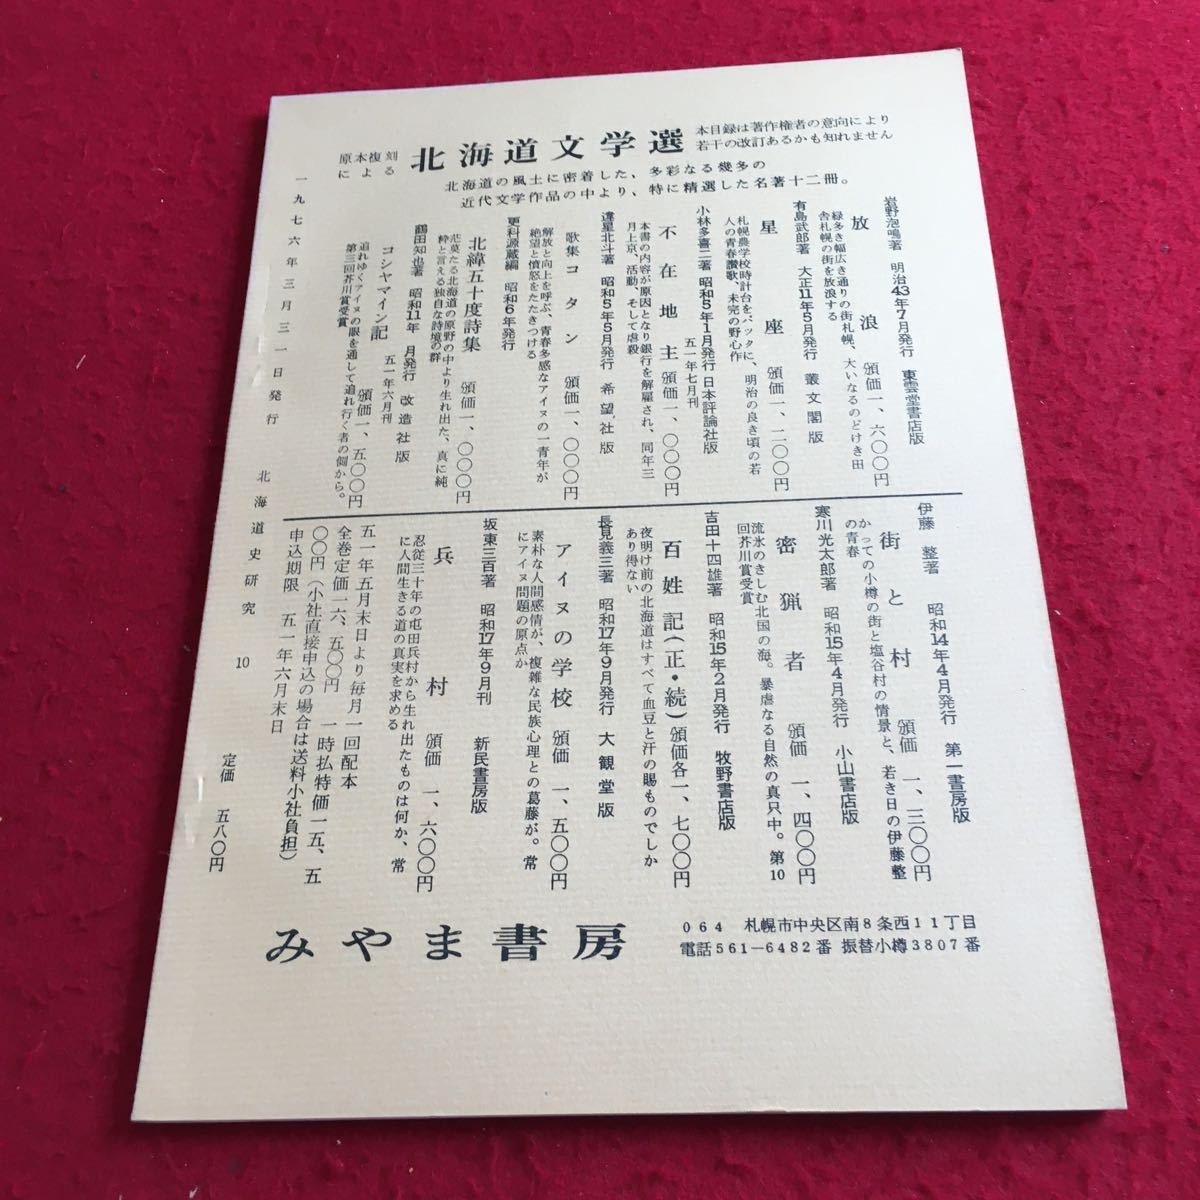 原本復刻
によ る
北海道文学選
本目録は著作権者の意向により
若干の改訂あるかも知れません
北海道の風土に密着した、多彩なる幾多の
近代文学作品の中より、特に精選した名著十二冊。
岩野泡鳴著 明治43年7月発行 東雲堂書店版
放浪 頒価一、六〇〇円
緑多き幅広き通りの街札幌、大いなるのどけき田
舎札幌の街を放浪する
有島武郎著 大正11年5月発行 叢文閣版
星座 頒価一、二〇〇円
札幌農学校時計台をバックに、明治の良き頃の若
人の青春讃歌、未完の野心作
小林多喜二著 昭和5年1月発行 日本評論社版
五一年七月刊
不在地主 頒価一、〇〇〇円
本書の内容が原因となり銀行を解雇され、同年三
月上京、活動、そして虐殺
違星北斗著 昭和5年5月発行 希望社版
歌集コタン 頒価一、〇〇〇円
解放と向上を呼ぶ、青春多感なアイヌの一青年が
絶望と憤怒をたたきつける
更科源蔵編 昭和6年発行
北緯五十度詩集 頒価一、〇〇〇円
茫莫たる北海道の原野の中より生れ出た、真に純
粋と言える独自な詩境の群
鶴田知也著 昭和11年 月発行 改造社版
五一年六月刊
コシャマイン記 頒価一、五〇〇円
追れゆくアイヌの眼を通して追れ行く者の側から。
第三回芥川賞受賞
伊藤 整著 昭和14年4月発行 第一書房版
街と村 頒価 一、三〇〇円
かっての小樽の街と塩谷村の情景と、若き日の伊藤整
の青春
寒川光太郎著 昭和15年4月発行 小山書店版
密猟者 頒価 一、四〇〇円
流氷のきしむ北国の海。暴虐なる自然の真只中。第10
回芥川賞受賞
吉田十四雄著 昭和15年2月発行 牧野書店版
百姓記(正・続) 頒価各一、七〇〇円
夜明け前の北海道はすべて血豆と汗の賜ものでしか
あり得ない
長見義三著 昭和17年9月発行 大観堂版
アイヌの学校 頒価 一、五〇〇円
素朴な人間感情が、複雑な民族心理との葛藤が。常
にアイヌ問題の原点か
坂東三百著 昭和17年9月刊 新民書房版
兵村 頒価 一、六〇〇円
忍従三十年の屯田兵村から生れ出たものは何か、常
に人間生きる道の真実を求める
五一年五月末日より毎月一回配本
全巻定価一六、五〇〇円 一時払特価一五、五
〇〇円(小社直接申込の場合は送料小社負担)
申込期限 五一年六月末日
一九七六年三月三一日発行 北海道史研究 10 定価 五八〇円
みやま書房
064 札幌市中央区南8条西11丁目
電話561-6482番 振替小樽3807番